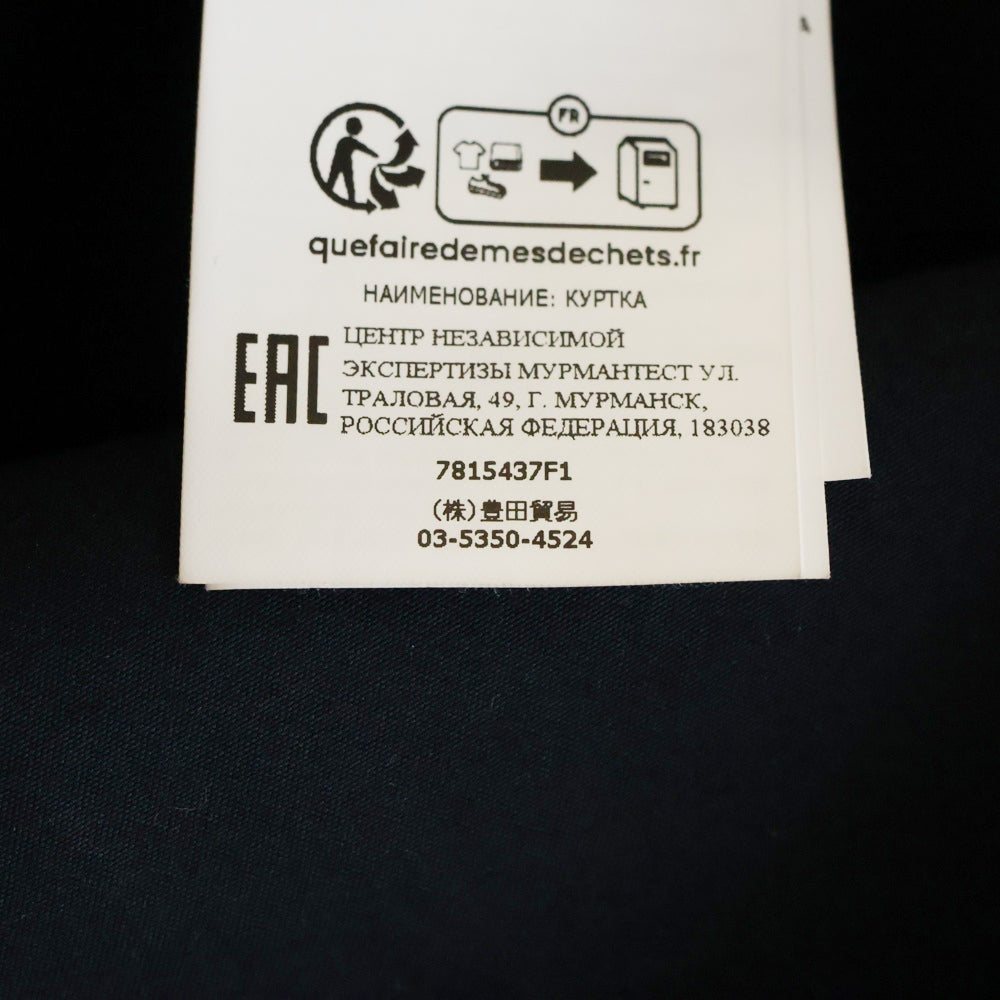 FR
quefairedemesdechets.fr
НАИМЕНОВАНИЕ: КУРТКА
EAC
ЦЕНТР НЕЗАВИСИМОЙ
ЭКСПЕРТИЗЫ МУРМАНТЕСТ УЛ.
ТРАЛОВАЯ, 49, Г. МУРМАНСК,
РОССИЙСКАЯ ФЕДЕРАЦИЯ, 183038
7815437F1
(株)豊田貿易
03-5350-4524